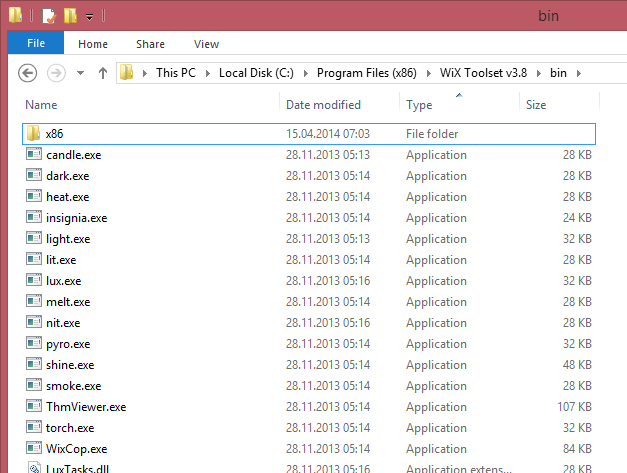 bin
File Home Share View
This PC Local Disk (C:) Program Files (x86) WiX Toolset v3.8 bin
Name Date modified Type Size
x86 15.04.2014 07:03 File folder
candle.exe 28.11.2013 05:13 Application 28 KB
dark.exe 28.11.2013 05:14 Application 28 KB
heat.exe 28.11.2013 05:14 Application 28 KB
insignia.exe 28.11.2013 05:14 Application 24 KB
light.exe 28.11.2013 05:13 Application 32 KB
lit.exe 28.11.2013 05:14 Application 28 KB
lux.exe 28.11.2013 05:16 Application 32 KB
melt.exe 28.11.2013 05:14 Application 32 KB
nit.exe 28.11.2013 05:16 Application 28 KB
pyro.exe 28.11.2013 05:14 Application 32 KB
shine.exe 28.11.2013 05:14 Application 48 KB
smoke.exe 28.11.2013 05:14 Application 28 KB
ThmViewer.exe 28.11.2013 05:14 Application 107 KB
torch.exe 28.11.2013 05:14 Application 32 KB
WixCop.exe 28.11.2013 05:14 Application 84 KB
LuxTasks.dll 28.11.2013 05:16 Application extens... 28 KB